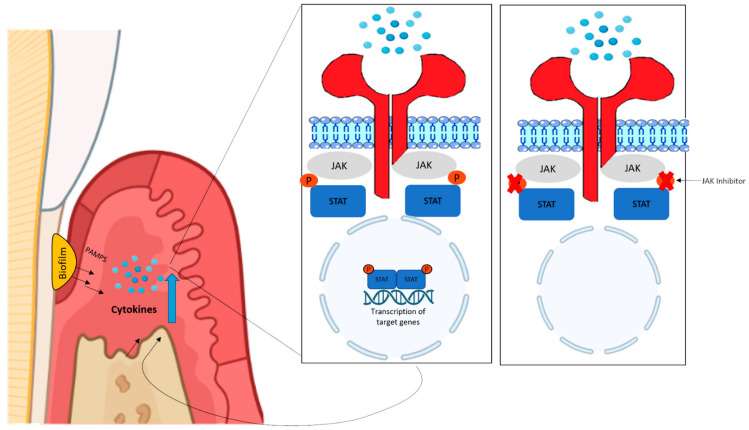 Biofilm
PAMPS
Cytokines
JAK
JAK
P
P
STAT
STAT
P
P
STAT
STAT
Transcription of
target genes
JAK
JAK
P
P
STAT
STAT
JAK Inhibitor